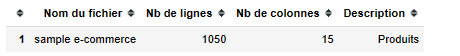 Nom du fichier Nb de lignes Nb de colonnes Description
1 sample e-commerce 1050 15 Produits